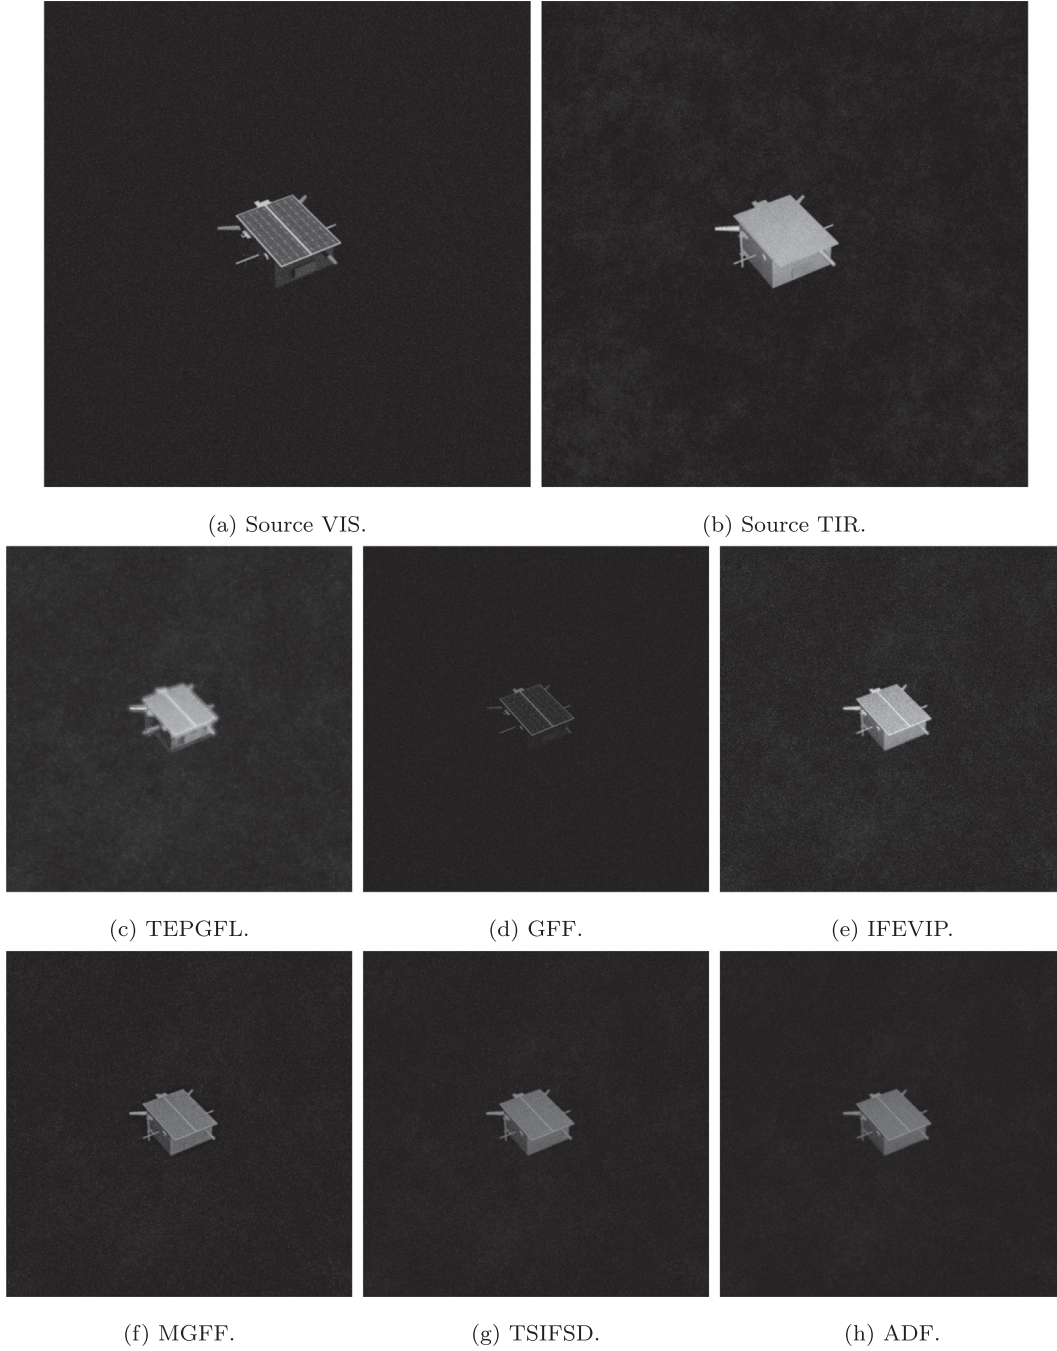 (a) Source VIS.
(b) Source TIR.
(c) TEPGFL.
(d) GFF.
(e) IFEVIP.
(f) MGFF.
(g) TSIFSD.
(h) ADF.